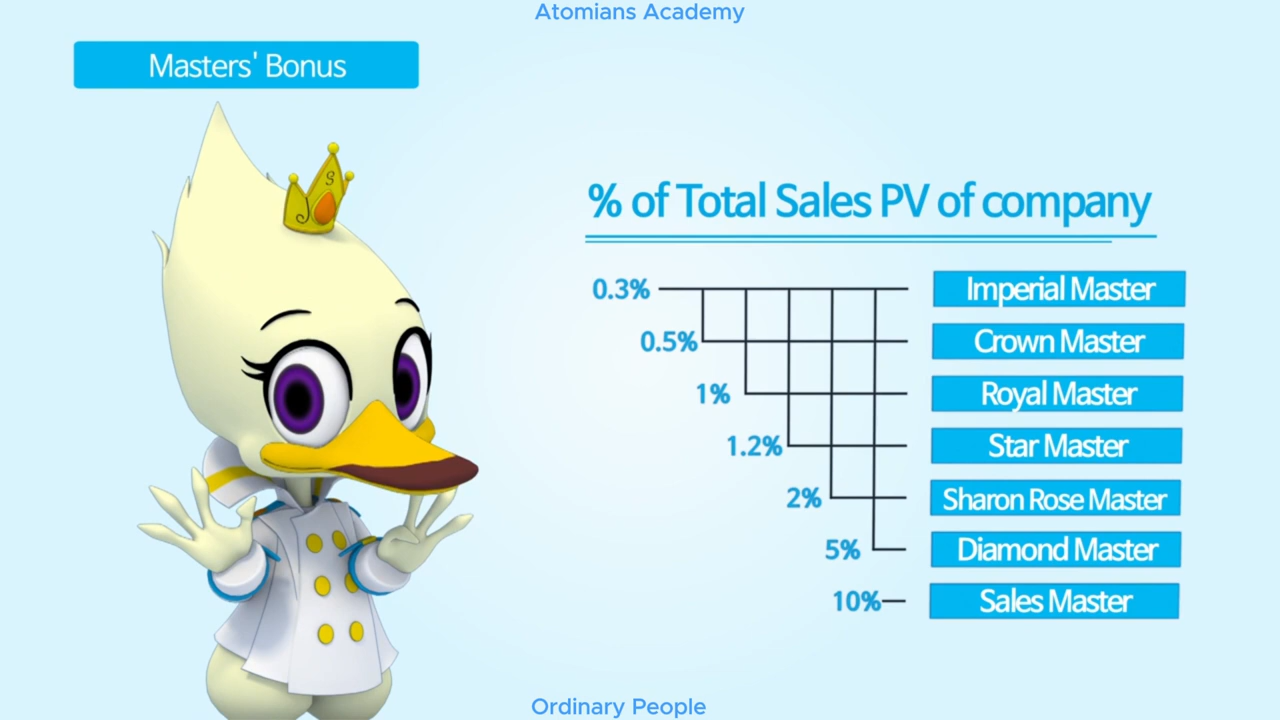 Atomians Academy
Masters' Bonus
% of Total Sales PV of company
0.3% Imperial Master
0.5% Crown Master
1% Royal Master
1.2% Star Master
2% Sharon Rose Master
5% Diamond Master
10% Sales Master
Ordinary People